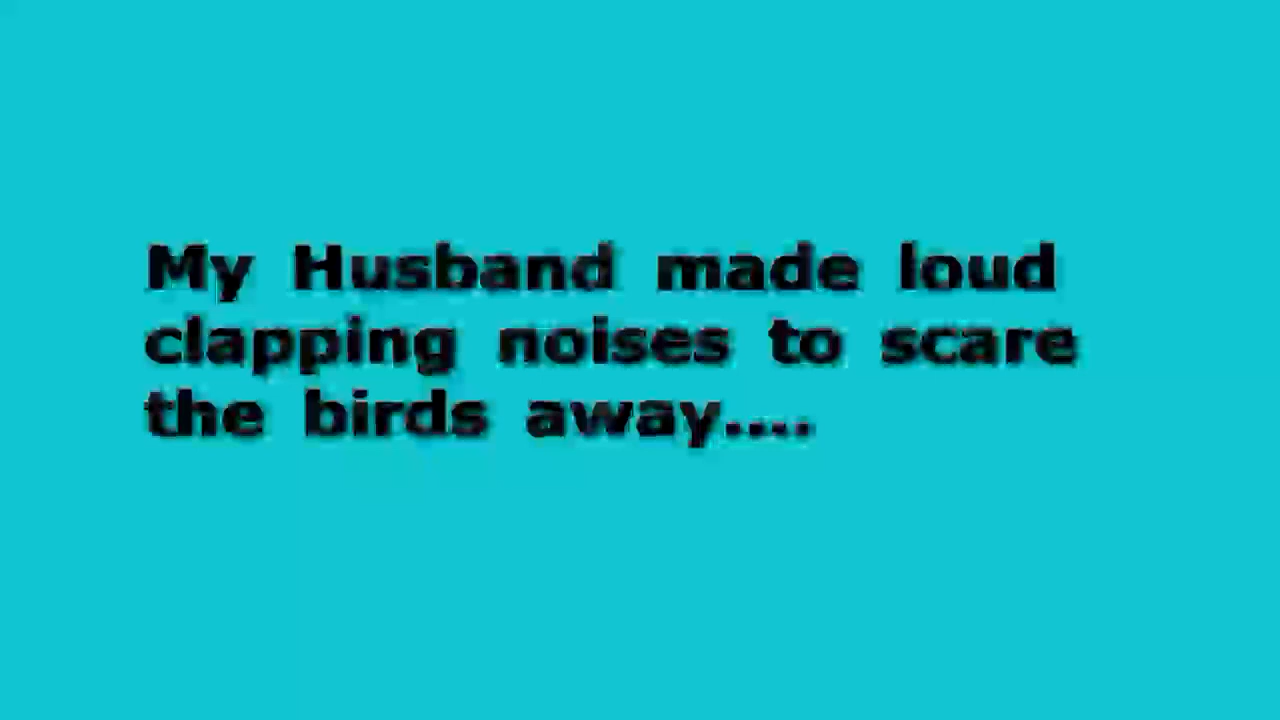 My Husband made loud
clapping noises to scare
the birds away....